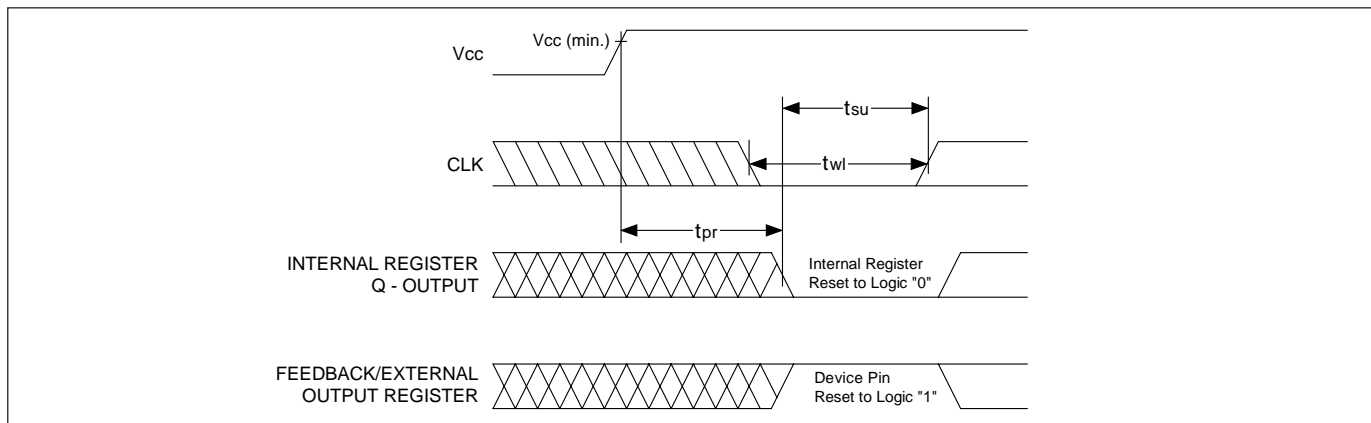 Vcc (min.)
Vcc
tsu
CLK
twl
tpr
INTERNAL REGISTER
Q - OUTPUT
Internal Register
Reset to Logic "0"
FEEDBACK/EXTERNAL
OUTPUT REGISTER
Device Pin
Reset to Logic "1"